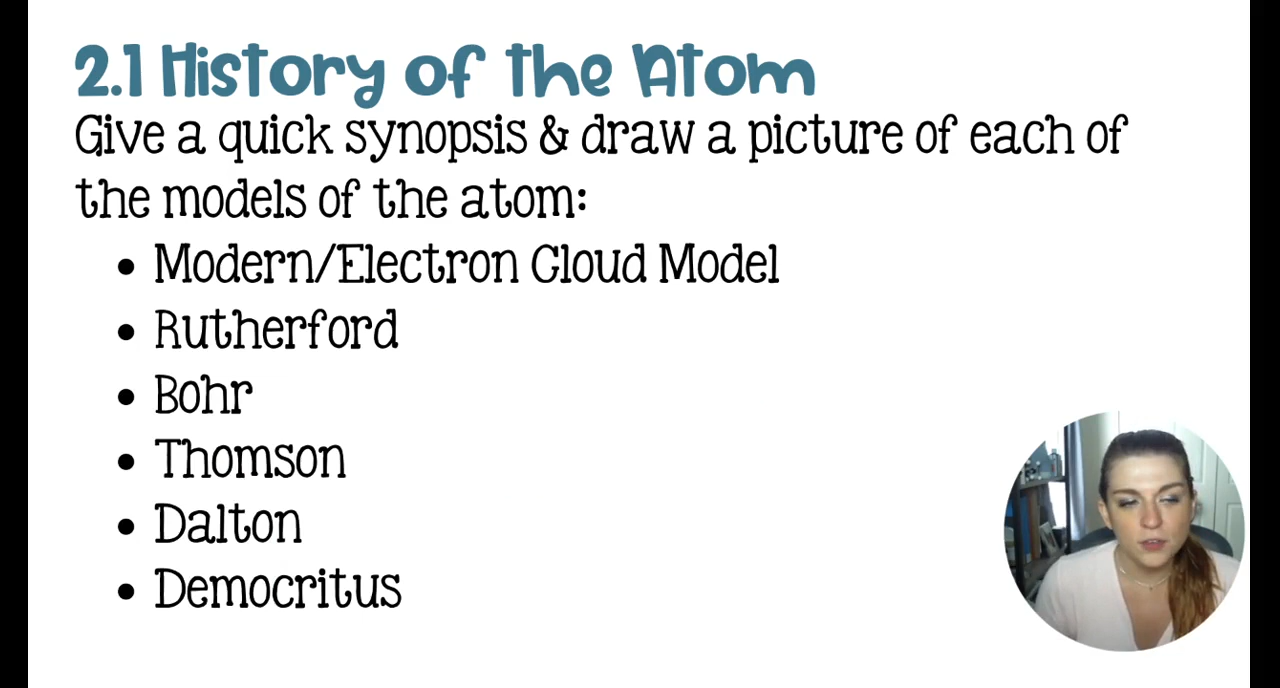 2.1 History of the Atom
Give a quick synopsis & draw a picture of each of
the models of the atom:
• Modern/Electron Cloud Model
• Rutherford
• Bohr
• Thomson
• Dalton
• Democritus